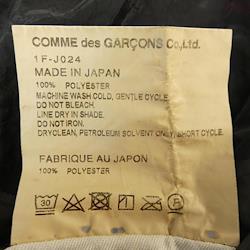 COMME des GARÇONS Co.,Ltd.
1F-J024
MADE IN JAPAN
100% POLYESTER
MACHINE WASH COLD, GENTLE CYCLE.
DO NOT BLEACH.
LINE DRY IN SHADE.
DO NOT IRON.
DRYCLEAN, PETROLEUM SOLVENT ONLY, SHORT CYCLE.
FABRIQUE AU JAPON
100% POLYESTER
30